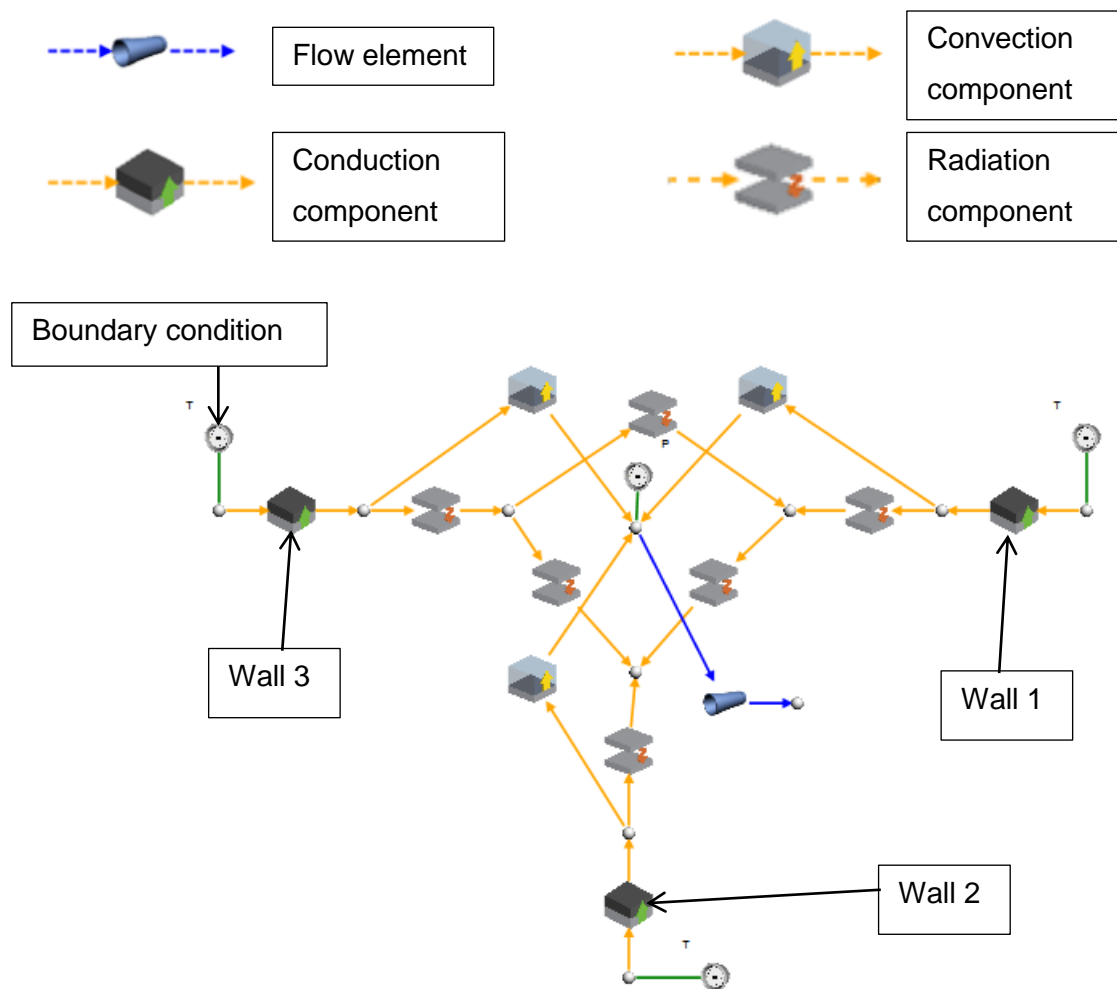 Flow element
Convection
component
Conduction
component
Radiation
component
Boundary condition
T
T
P
Wall 3
Wall 1
Wall 2
T